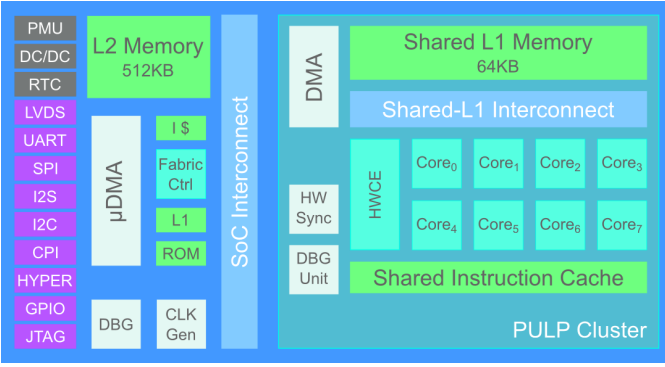 PMU
DC/DC
RTC
LVDS
UART
SPI
I2S
I2C
CPI
HYPER
GPIO
JTAG
L2 Memory
512KB
µDMA
I $
Fabric
Ctrl
L1
ROM
DBG
CLK
Gen
SoC Interconnect
DMA
Shared L1 Memory
64KB
Shared-L1 Interconnect
HW
Sync
DBG
Unit
HWCE
Core0
Core1
Core2
Core3
Core4
Core5
Core6
Core7
Shared Instruction Cache
PULP Cluster